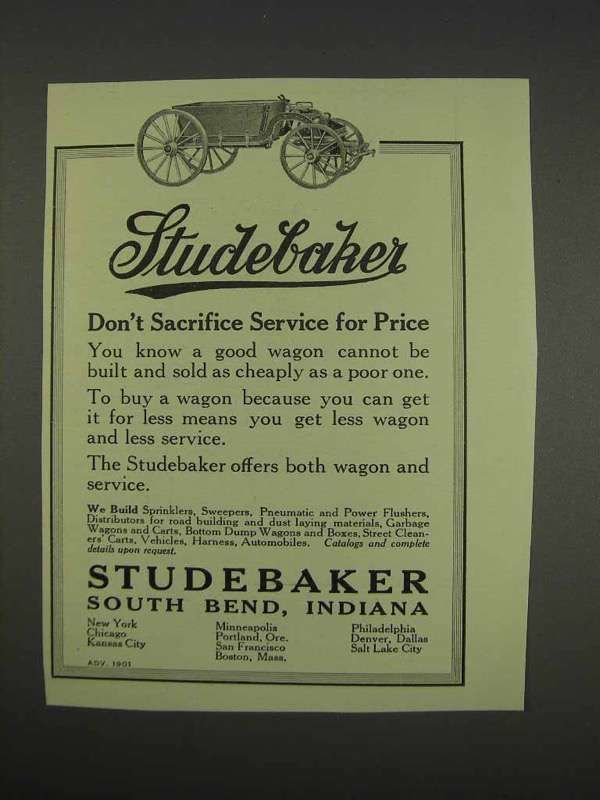 Studebaker
Don't Sacrifice Service for Price
You know a good wagon cannot be
built and sold as cheaply as a poor one.
To buy a wagon because you can get
it for less means you get less wagon
and less service.
The Studebaker offers both wagon and
service.
We Build Sprinklers, Sweepers, Pneumatic and Power Flushers,
Distributors for road building and dust laying materials, Garbage
Wagons and Carts, Bottom Dump Wagons and Boxes, Street Clean-
ers' Carts, Vehicles, Harness, Automobiles. Catalogs and complete
details upon request.
STUDEBAKER
SOUTH BEND, INDIANA
New York Minneapolis Philadelphia
Chicago Portland, Ore. Denver, Dallas
Kansas City San Francisco Salt Lake City
Boston, Mass.
ADV. 1901